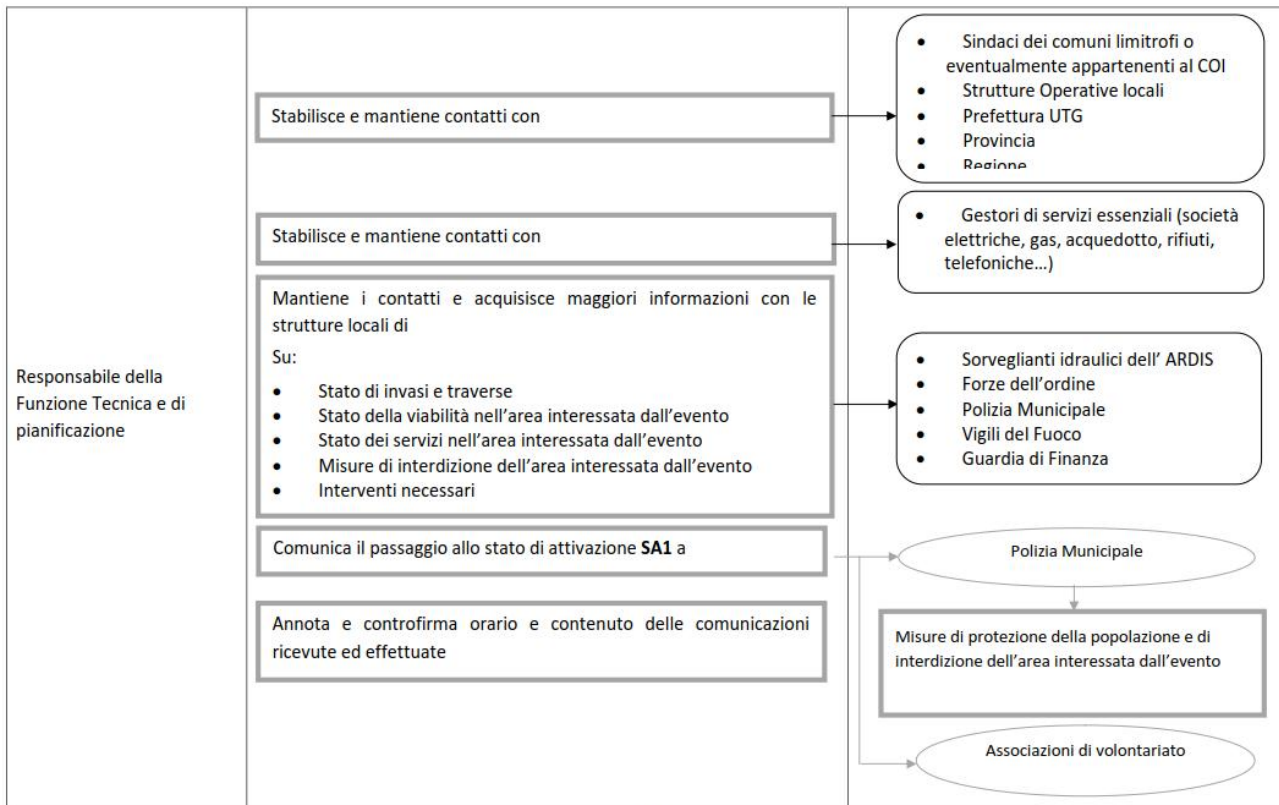 Responsabile della
Funzione Tecnica e di
pianificazione
Stabilisce e mantiene contatti con
• Sindaci dei comuni limitrofi o
eventualmente appartenenti al COI
• Strutture Operative locali
• Prefettura UTG
• Provincia
• Regione
Stabilisce e mantiene contatti con
• Gestori di servizi essenziali (società
elettriche, gas, acquedotto, rifiuti,
telefoniche…)
Mantiene i contatti e acquisisce maggiori informazioni con le
strutture locali di
Su:
• Stato di invasi e traverse
• Stato della viabilità nell’area interessata dall’evento
• Stato dei servizi nell’area interessata dall’evento
• Misure di interdizione dell’area interessata dall’evento
• Interventi necessari
• Sorveglianti idraulici dell’ ARDIS
• Forze dell’ordine
• Polizia Municipale
• Vigili del Fuoco
• Guardia di Finanza
Comunica il passaggio allo stato di attivazione SA1 a
Polizia Municipale
Misure di protezione della popolazione e di
interdizione dell’area interessata dall’evento
Associazioni di volontariato
Annota e controfirma orario e contenuto delle comunicazioni
ricevute ed effettuate